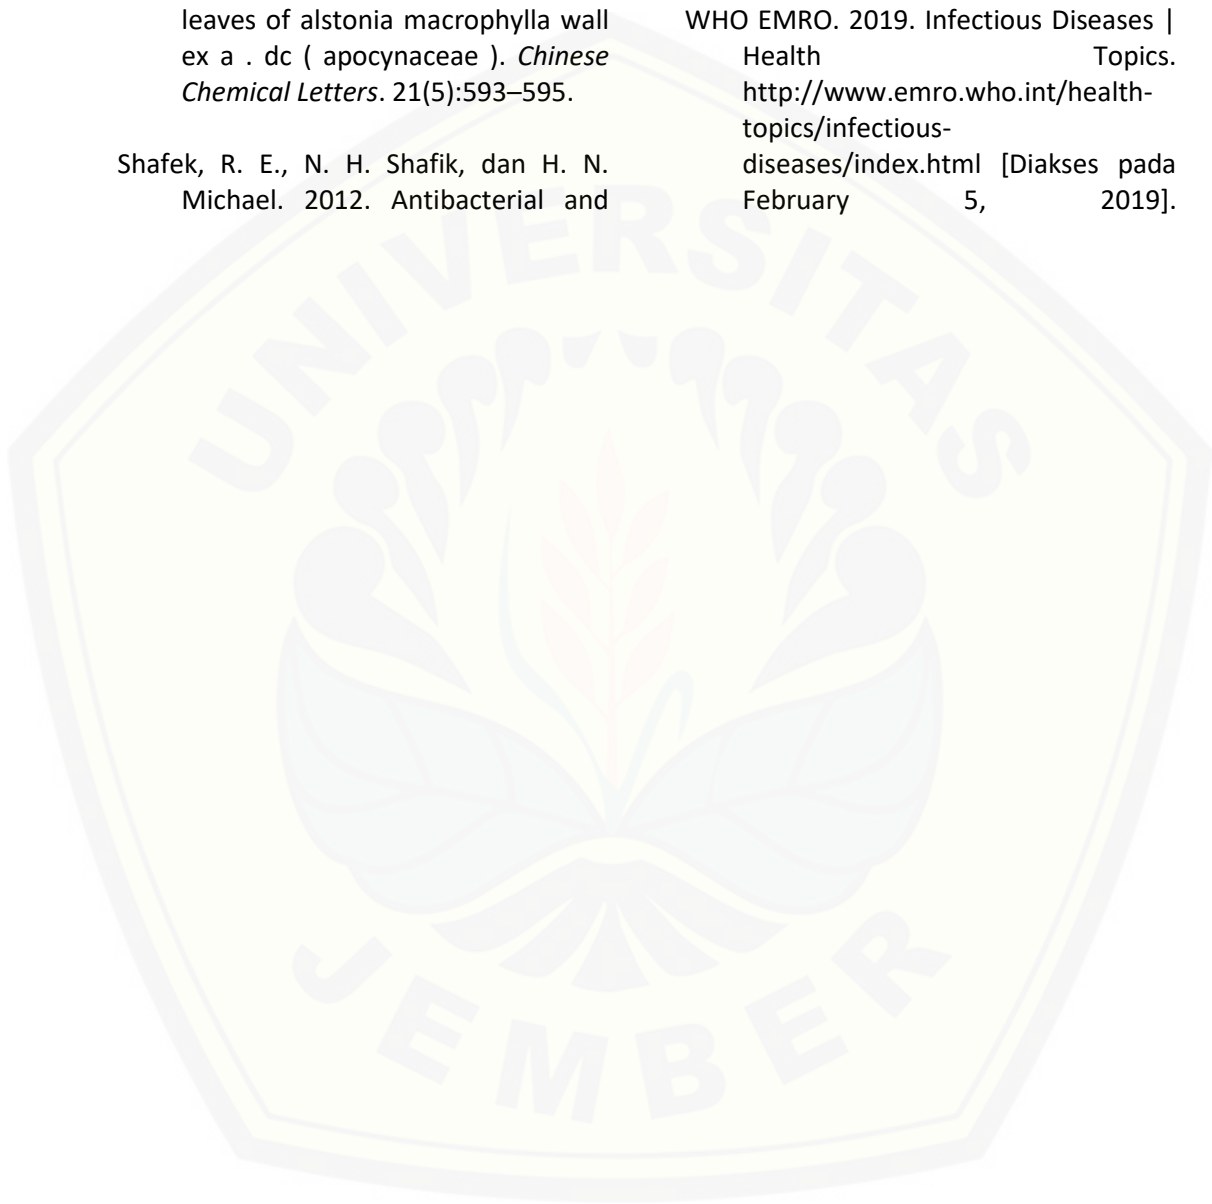 leaves of alstonia macrophylla wall
ex a . dc ( apocynaceae ). Chinese
Chemical Letters. 21(5):593–595.
Shafek, R. E., N. H. Shafik, dan H. N.
Michael. 2012. Antibacterial and
WHO EMRO. 2019. Infectious Diseases |
Health Topics.
http://www.emro.who.int/health-
topics/infectious-
diseases/index.html [Diakses pada
February 5, 2019].
UNIVERSITAS
JEMBER